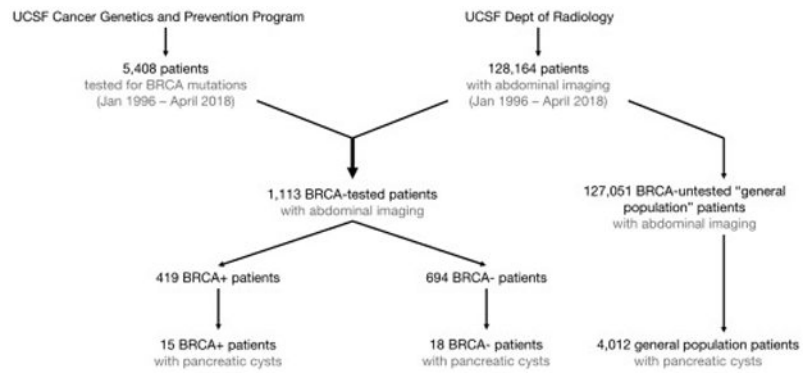 UCSF Cancer Genetics and Prevention Program
UCSF Dept of Radiology
5,408 patients
tested for BRCA mutations
(Jan 1996 – April 2018)
128,164 patients
with abdominal imaging
(Jan 1996 – April 2018)
1,113 BRCA-tested patients
with abdominal imaging
127,051 BRCA-untested "general
population" patients
with abdominal imaging
419 BRCA+ patients
694 BRCA- patients
15 BRCA+ patients
with pancreatic cysts
18 BRCA- patients
with pancreatic cysts
4,012 general population patients
with pancreatic cysts